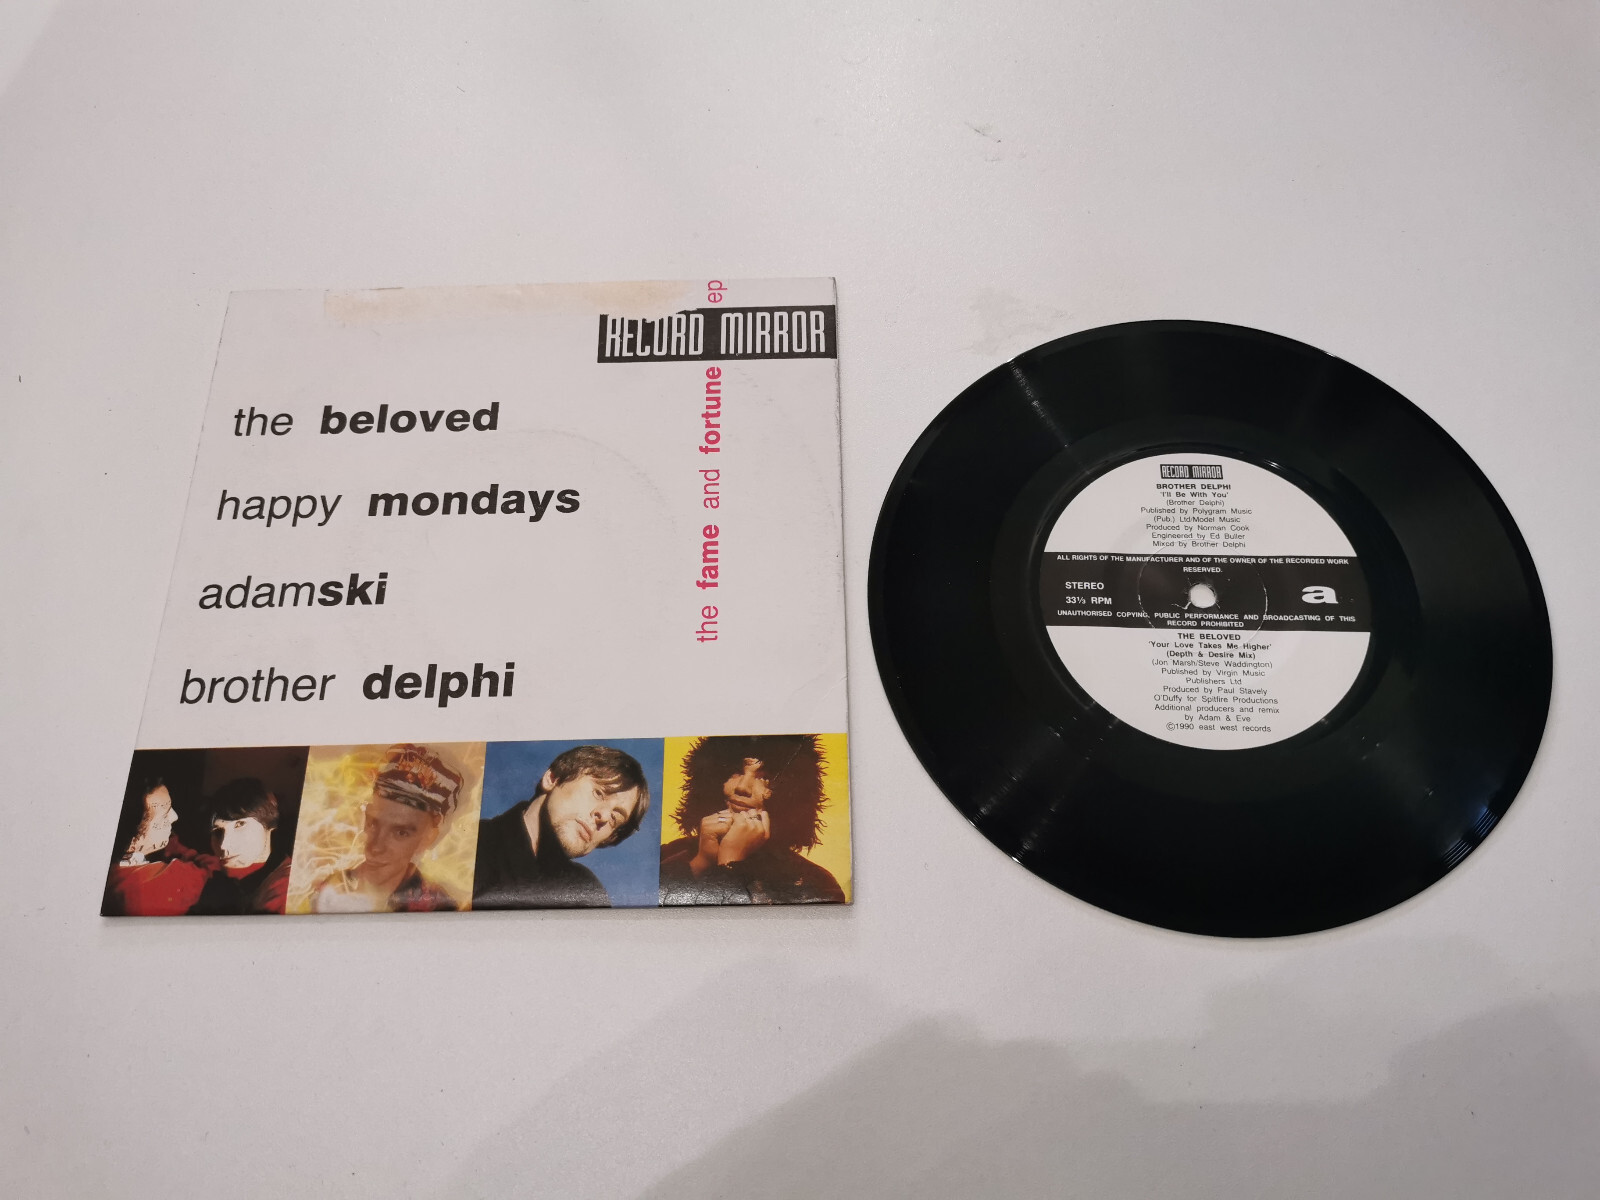 RECORD MIRROR
the fame and fortune ep
the beloved
happy mondays
adamski
brother delphi
RECORD MIRROR
BROTHER DELPHI
'I'll Be With You'
(Brother Delphi)
Published by Polygram Music
(Pub.) Ltd/Model Music
Produced by Norman Cook
Engineered by Ed Buller
Mixed by Brother Delphi
ALL RIGHTS OF THE MANUFACTURER AND OF THE OWNER OF THE RECORDED WORK
RESERVED.
STEREO
33⅓ RPM
a
UNAUTHORISED COPYING, PUBLIC PERFORMANCE AND BROADCASTING OF THIS
RECORD PROHIBITED
THE BELOVED
'Your Love Takes Me Higher'
(Depth & Desire Mix)
(Jon Marsh/Steve Waddington)
Published by Virgin Music
Publishers Ltd
Produced by Paul Stavely
O'Duffy for Spitfire Productions
Additional producers and remix
by Adam & Eve
©1990 east west records